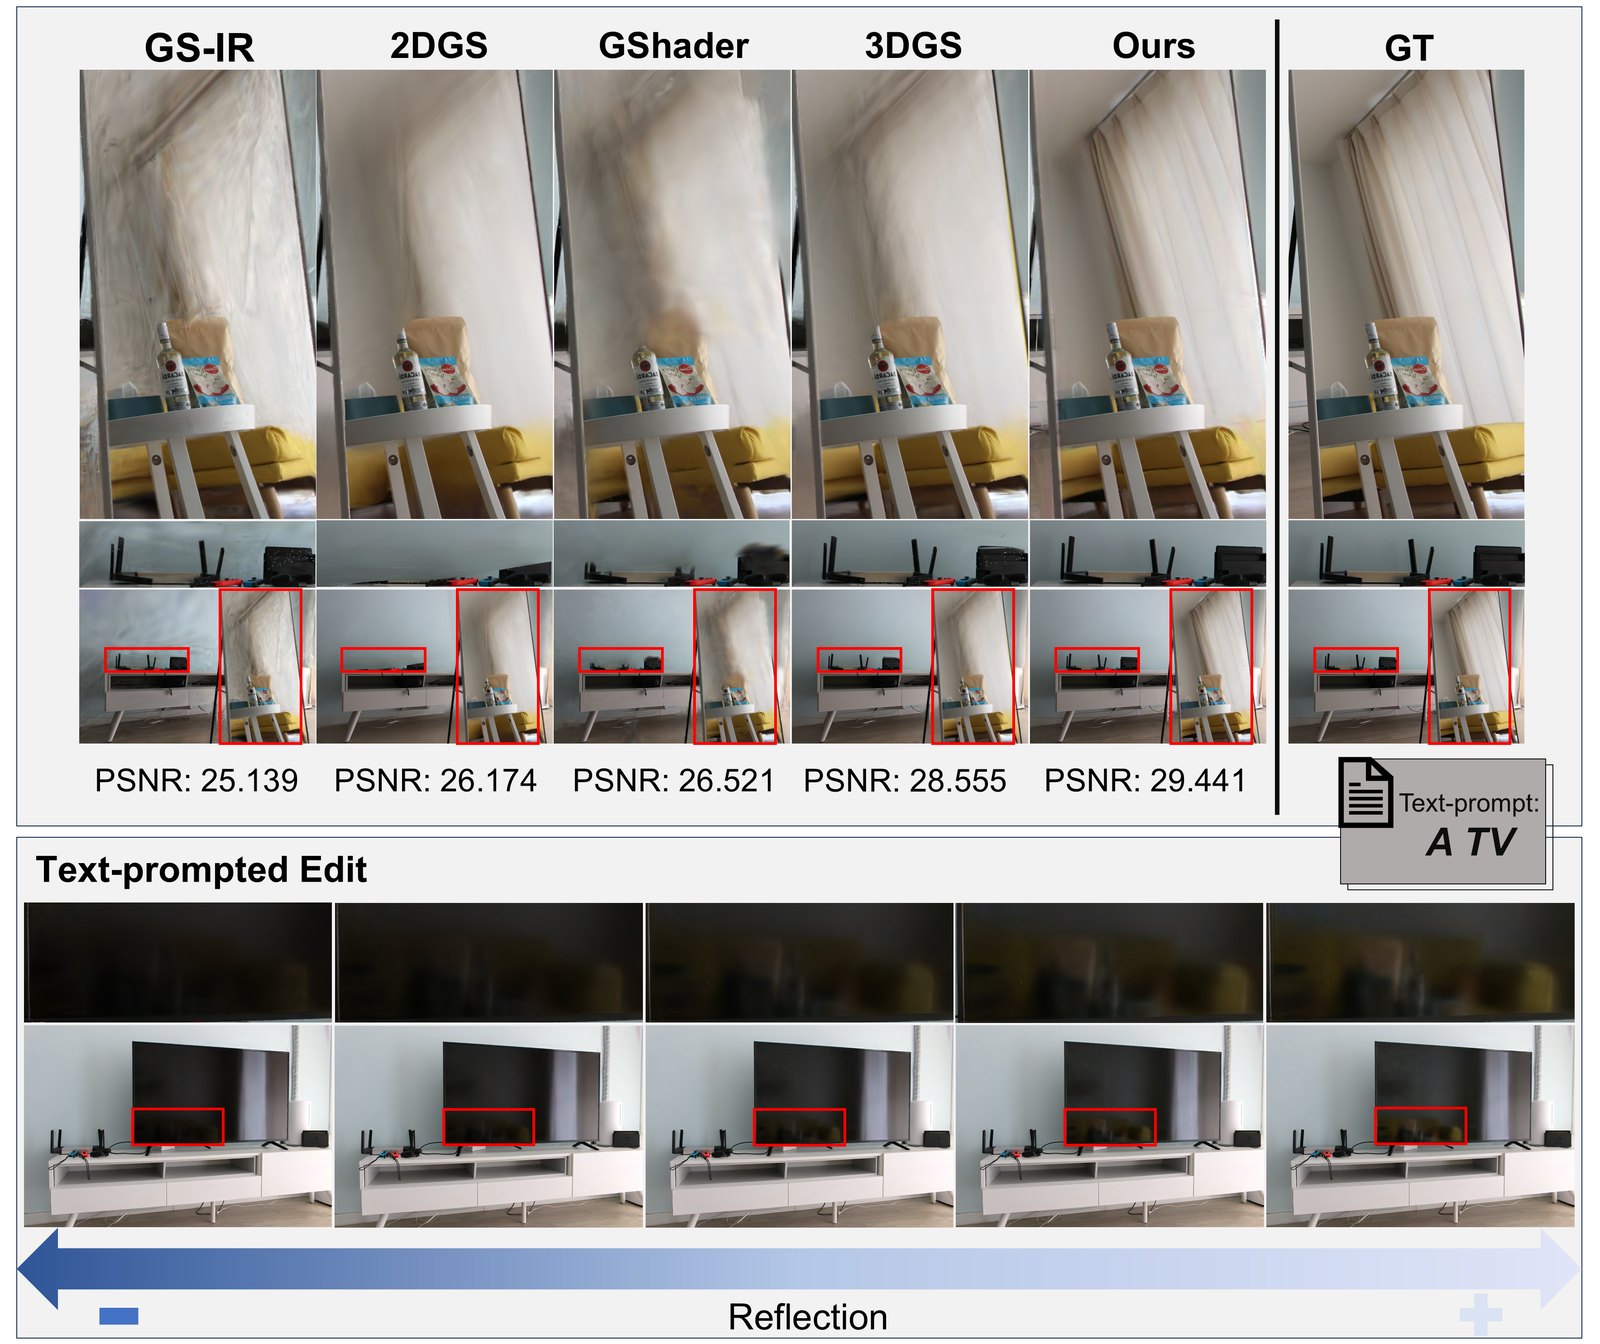 GS-IR 2DGS GShader 3DGS Ours GT
PSNR: 25.139 PSNR: 26.174 PSNR: 26.521 PSNR: 28.555 PSNR: 29.441
Text-prompt:
A TV
Text-prompted Edit
Reflection